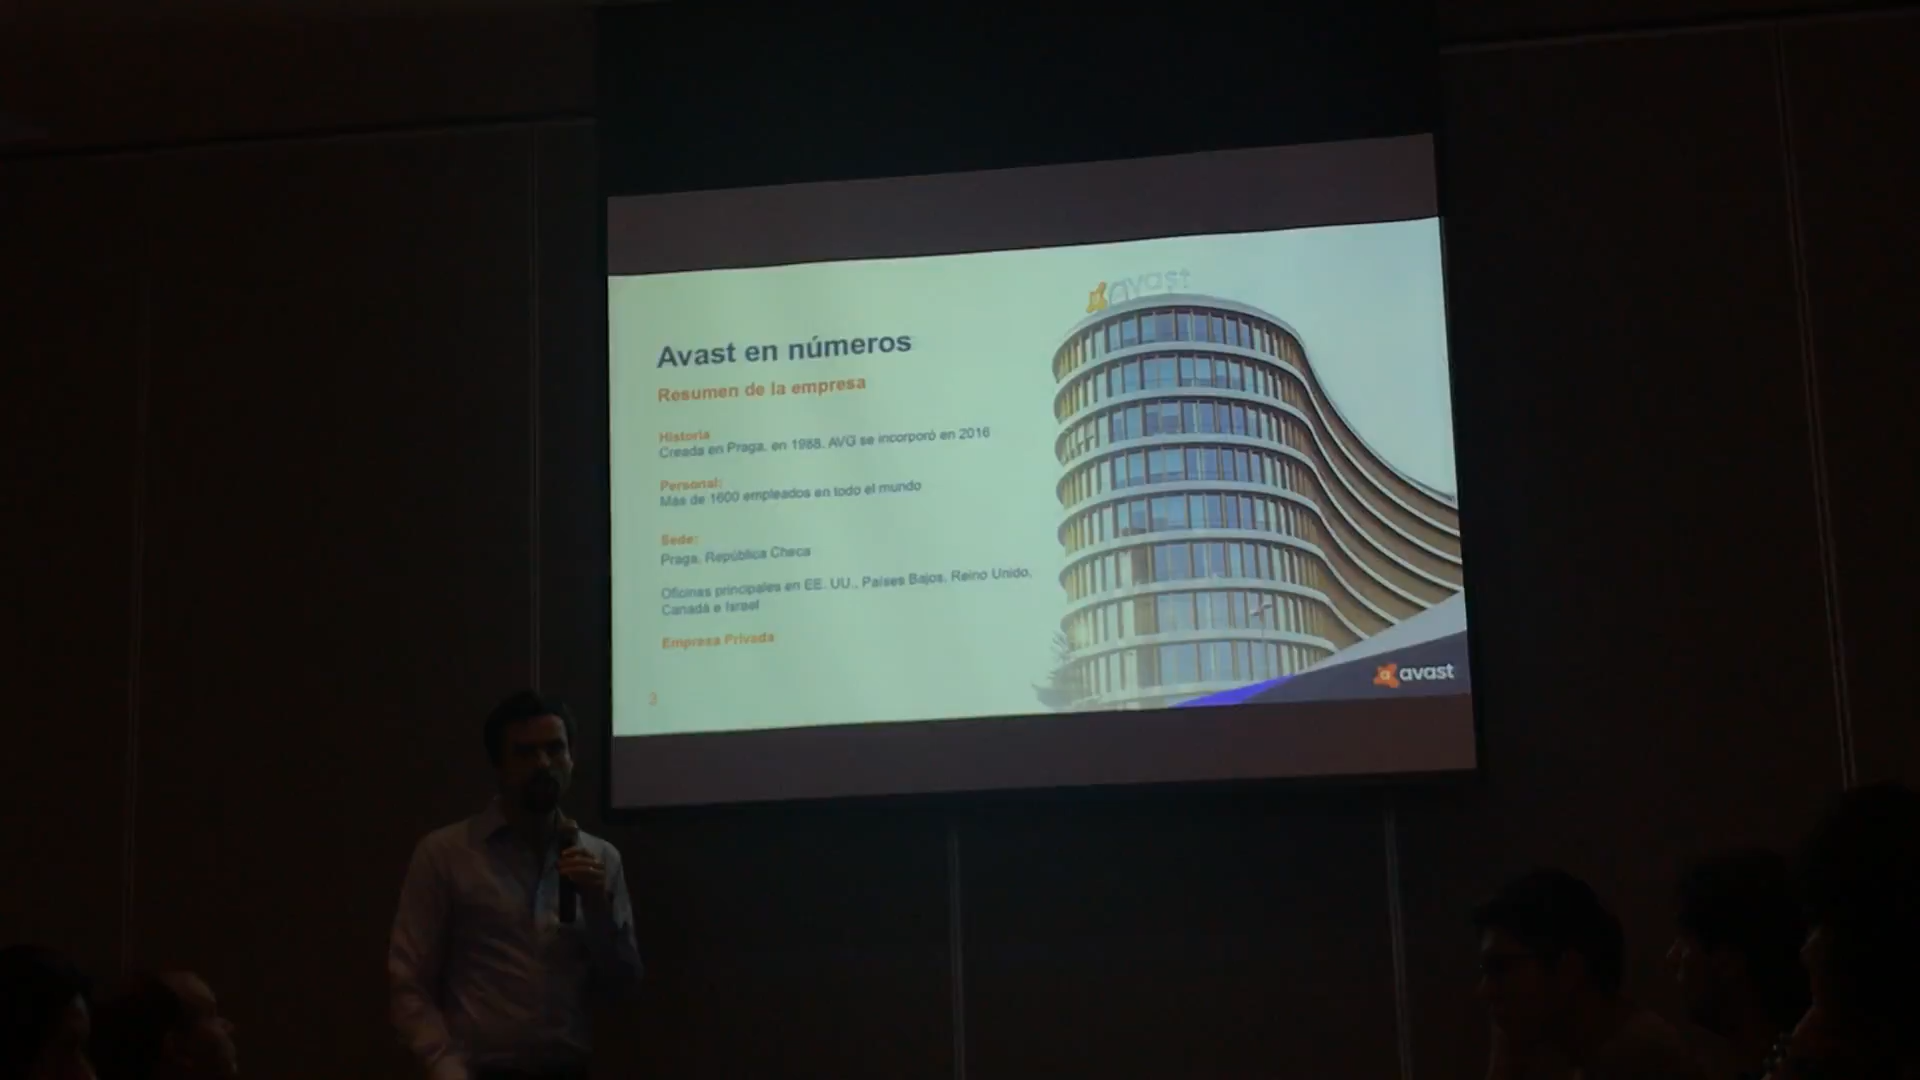 avast
Avast en números
Resumen de la empresa
Historia
Creada en Praga, en 1988. AVG se incorporó en 2016
Personal:
Más de 1600 empleados en todo el mundo
Sede:
Praga, República Checa
Oficinas principales en EE. UU., Países Bajos, Reino Unido,
Canadá e Israel
Empresa Privada
3
avast